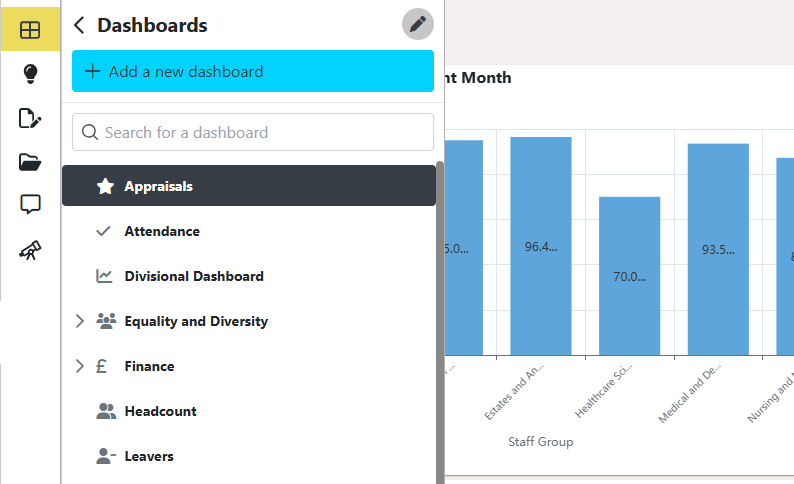 Dashboards
Add a new dashboard
Search for a dashboard
Appraisals
Attendance
Divisional Dashboard
Equality and Diversity
£ Finance
Headcount
Leavers
nt Month
5.0...
96.4...
70.0...
93.5...
Estates and An...
Healthcare Sci...
Medical and De...
Nursing and
Staff Group